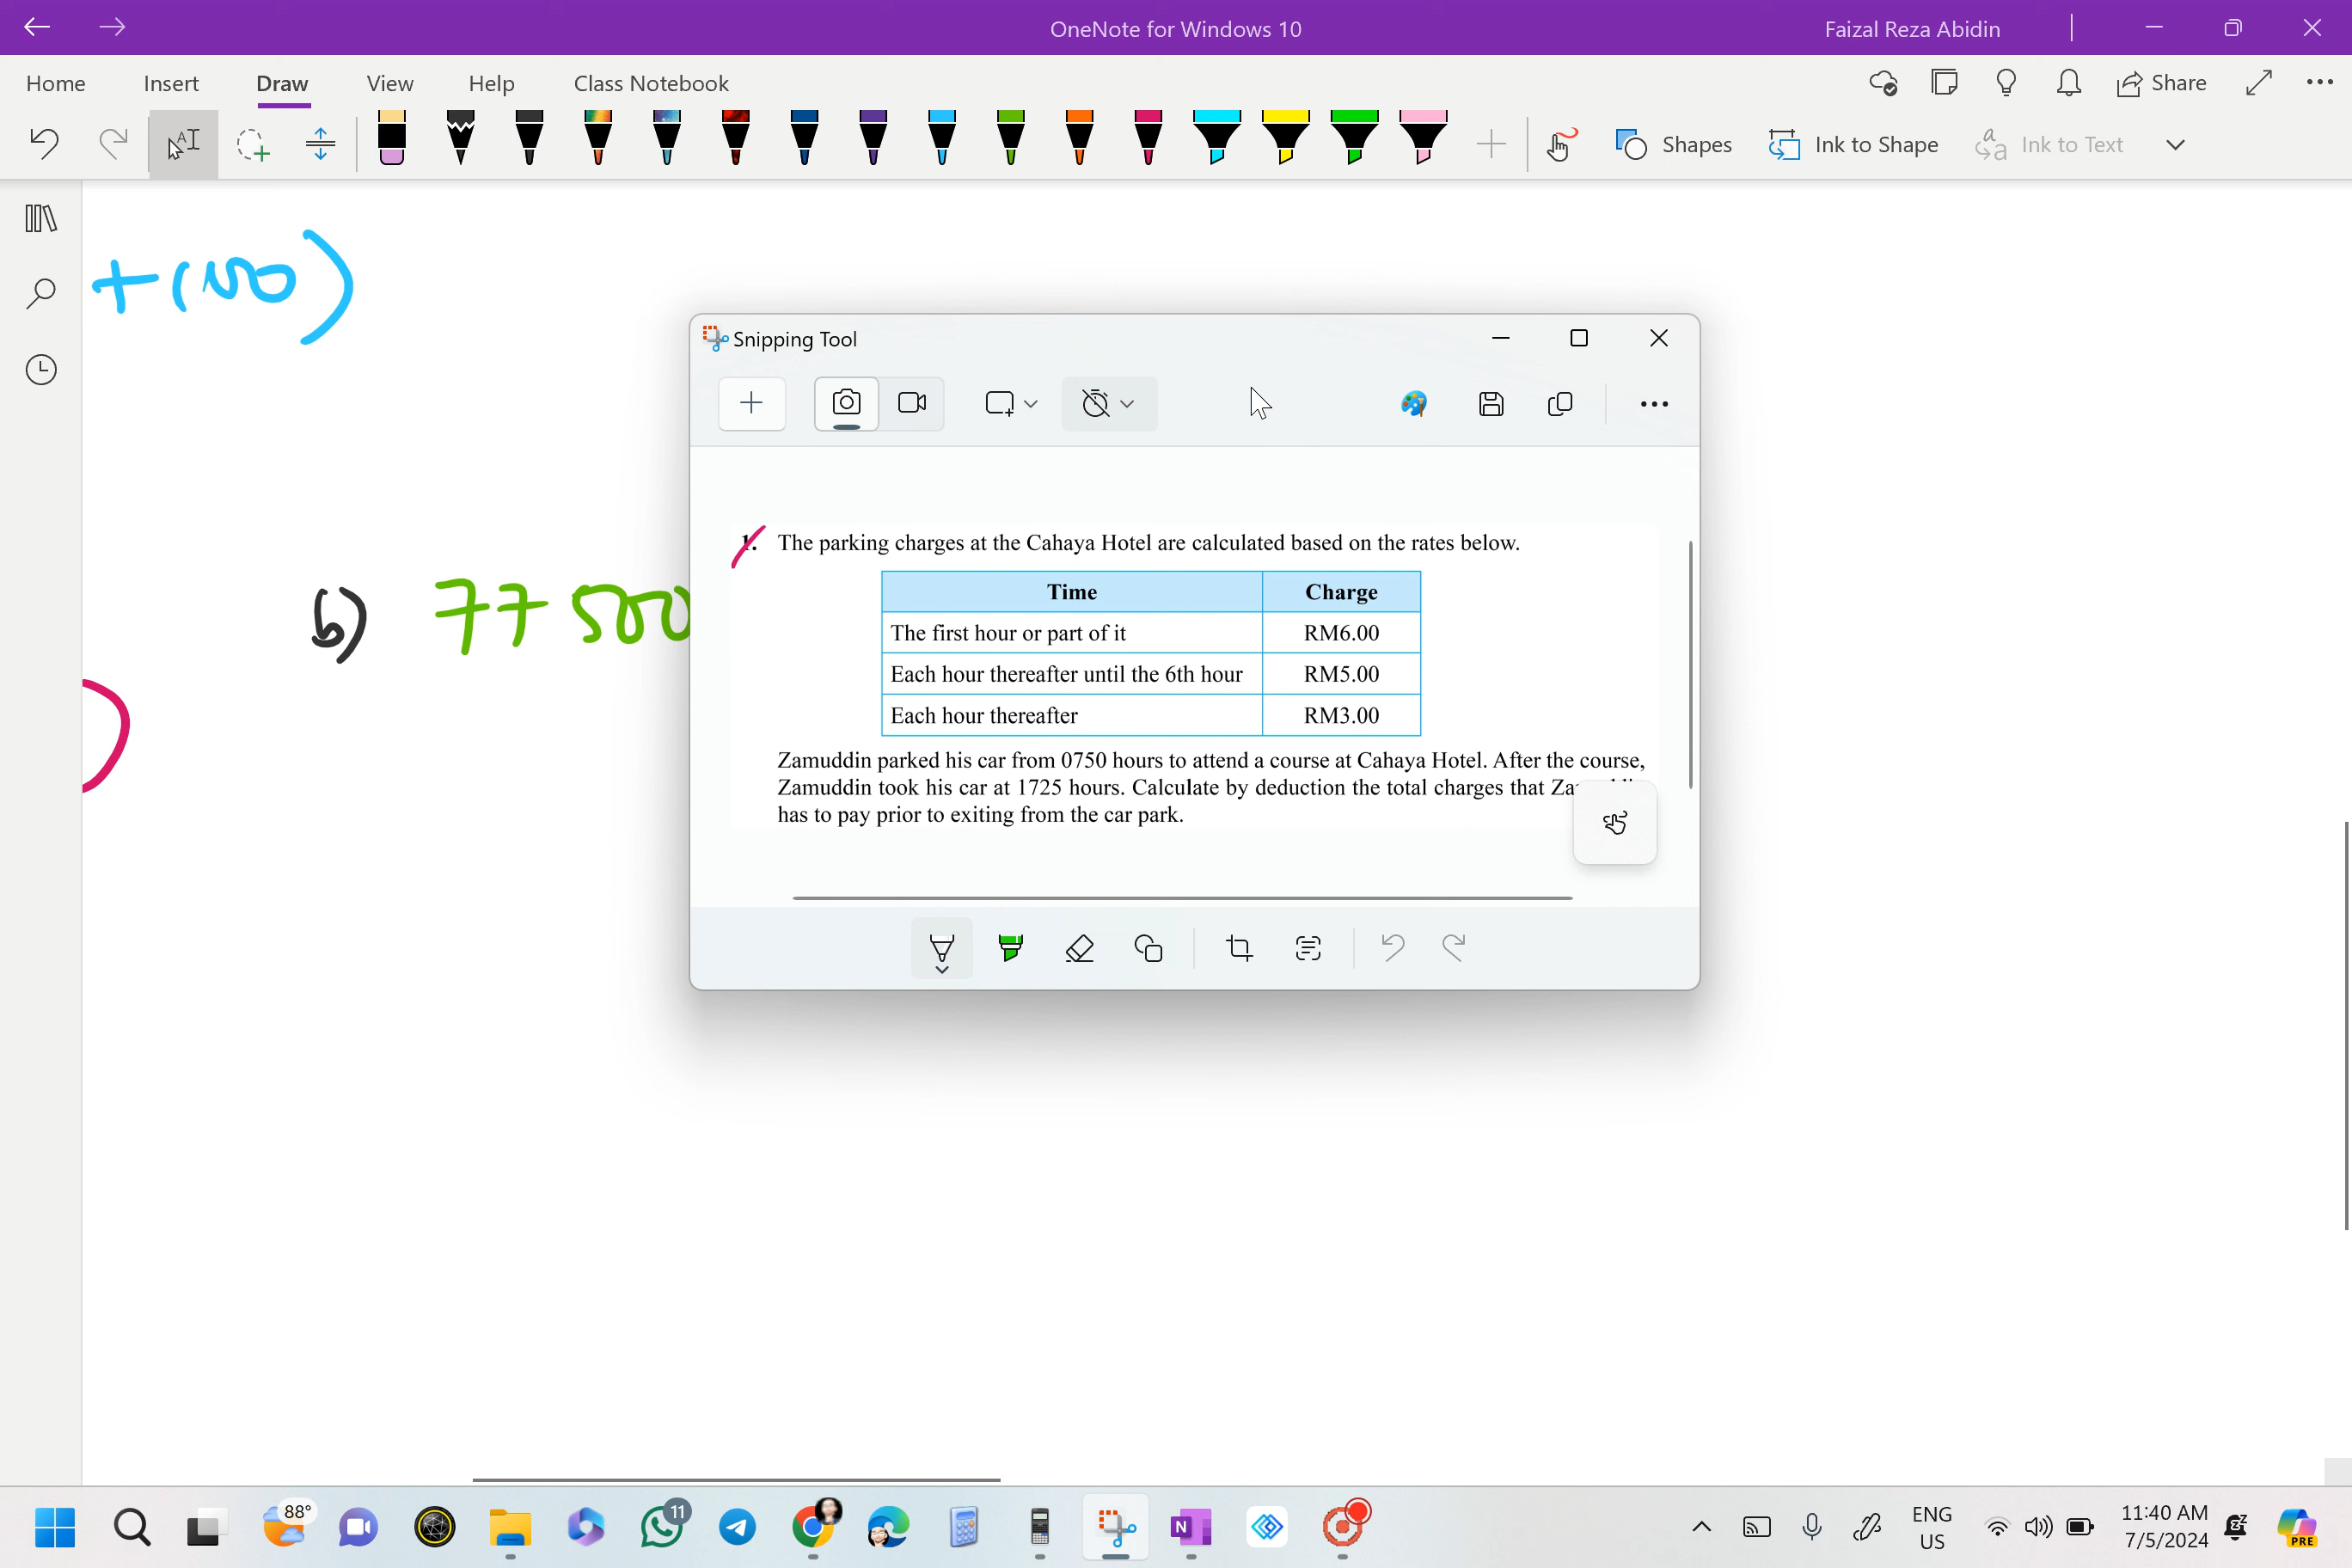 OneNote for Windows 10
Faizal Reza Abidin
Home Insert Draw View Help Class Notebook Share
Shapes Ink to Shape Ink to Text
+(150)
b) 77 500
Snipping Tool
1. The parking charges at the Cahaya Hotel are calculated based on the rates below.
Time Charge
The first hour or part of it RM6.00
Each hour thereafter until the 6th hour RM5.00
Each hour thereafter RM3.00
Zamuddin parked his car from 0750 hours to attend a course at Cahaya Hotel. After the course,
Zamuddin took his car at 1725 hours. Calculate by deduction the total charges that
has to pay prior to exiting from the car park.
88°
11
ENG
US
11:40 AM
7/5/2024
PRE